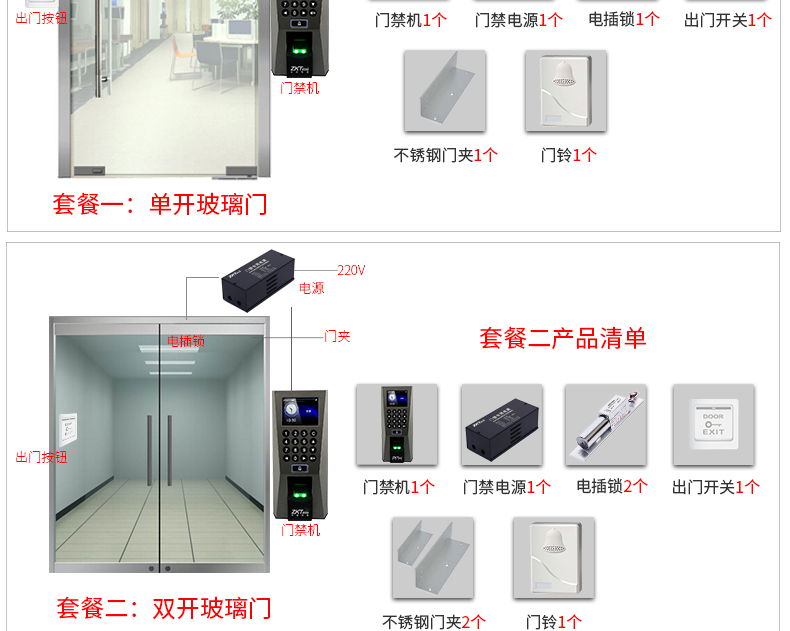 出门按钮
门禁机1个
门禁电源1个
电插锁1个
出门开关1个
门禁机
不锈钢门夹1个
门铃1个
套餐一：单开玻璃门
220V
电源
电插锁
门夹
套餐二产品清单
DOOR
EXIT
出门按钮
门禁机1个
门禁电源1个
电插锁2个
出门开关1个
门禁机
套餐二：双开玻璃门
不锈钢门夹2个
门铃1个